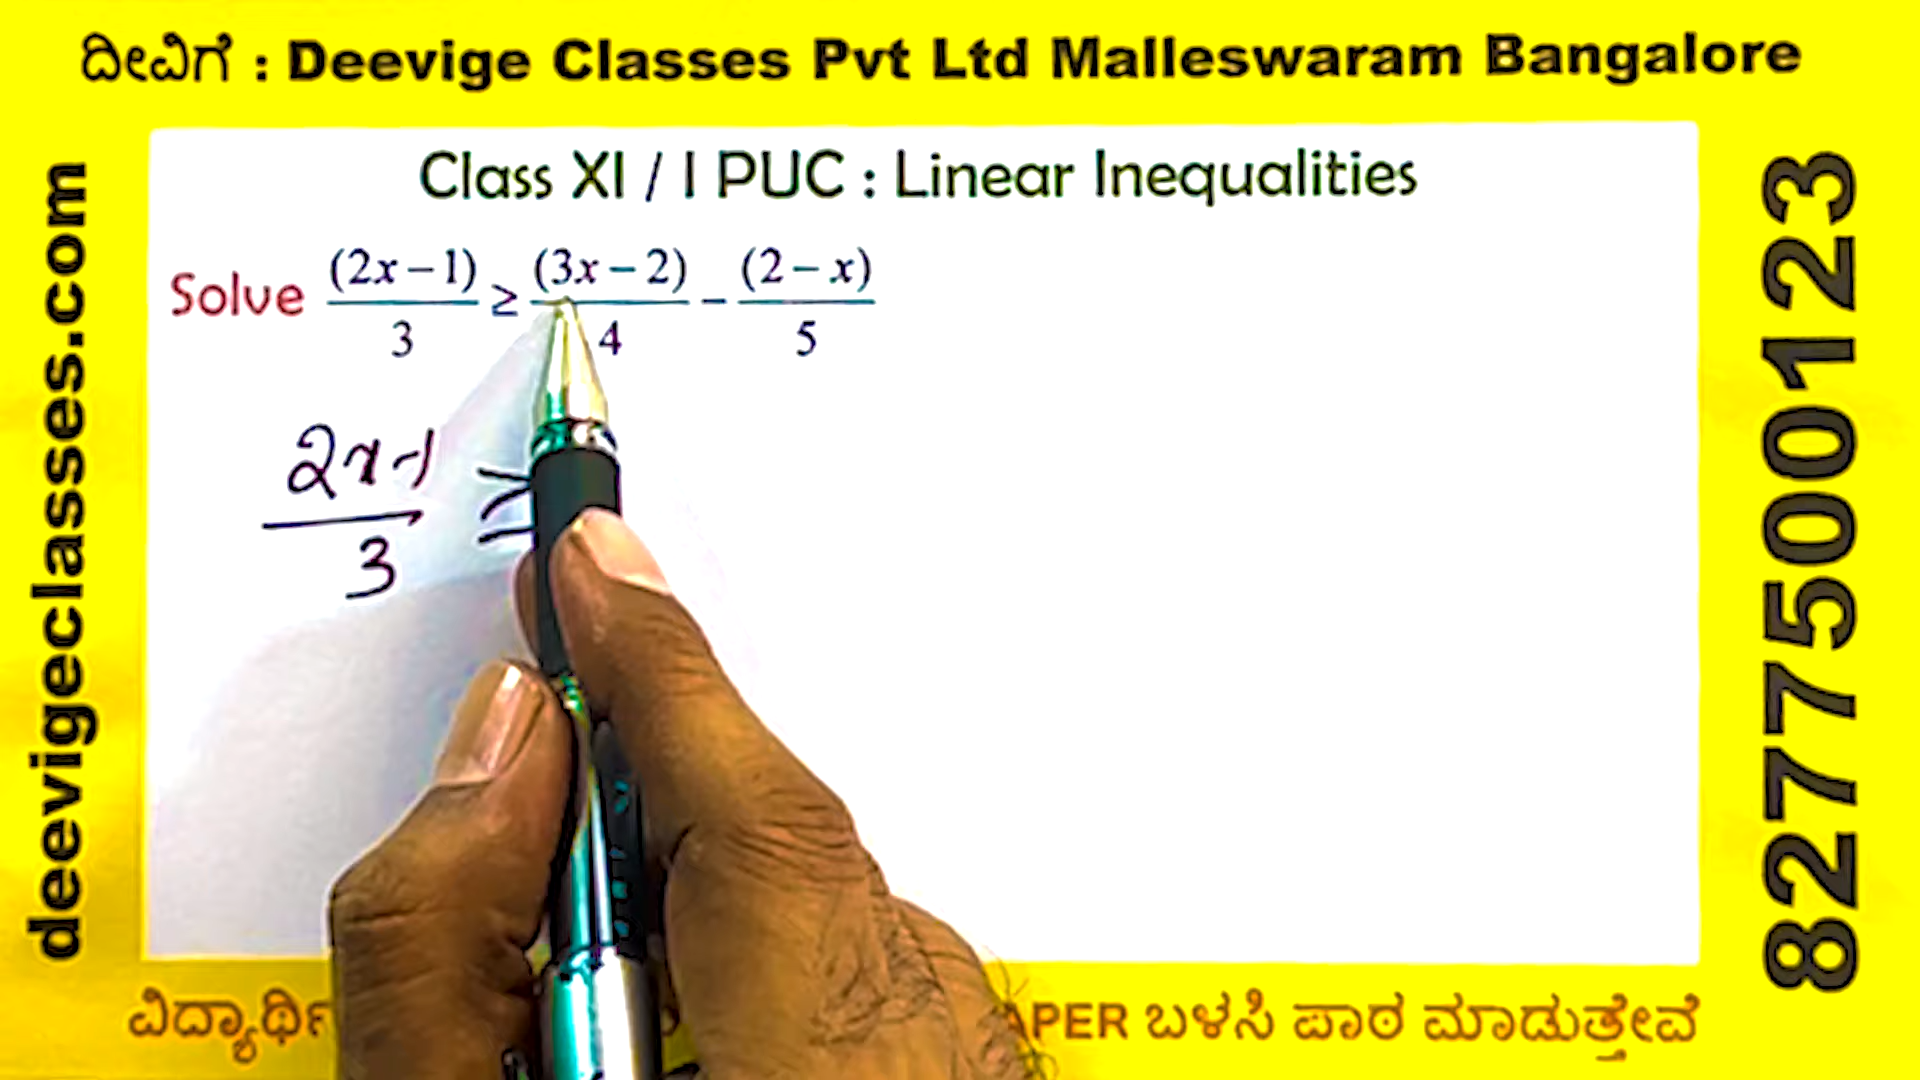 ದೀವಿಗೆ : Deevige Classes Pvt Ltd Malleswaram Bangalore
deevigeclasses.com
Class XI / I PUC : Linear Inequalities
Solve (2x-1)/3 ≥ (3x-2)/4 - (2-x)/5
2x-1/3 ≥
8277500123
ಬಳಸಿ ಪಾಠ ಮಾಡುತ್ತೇವೆ